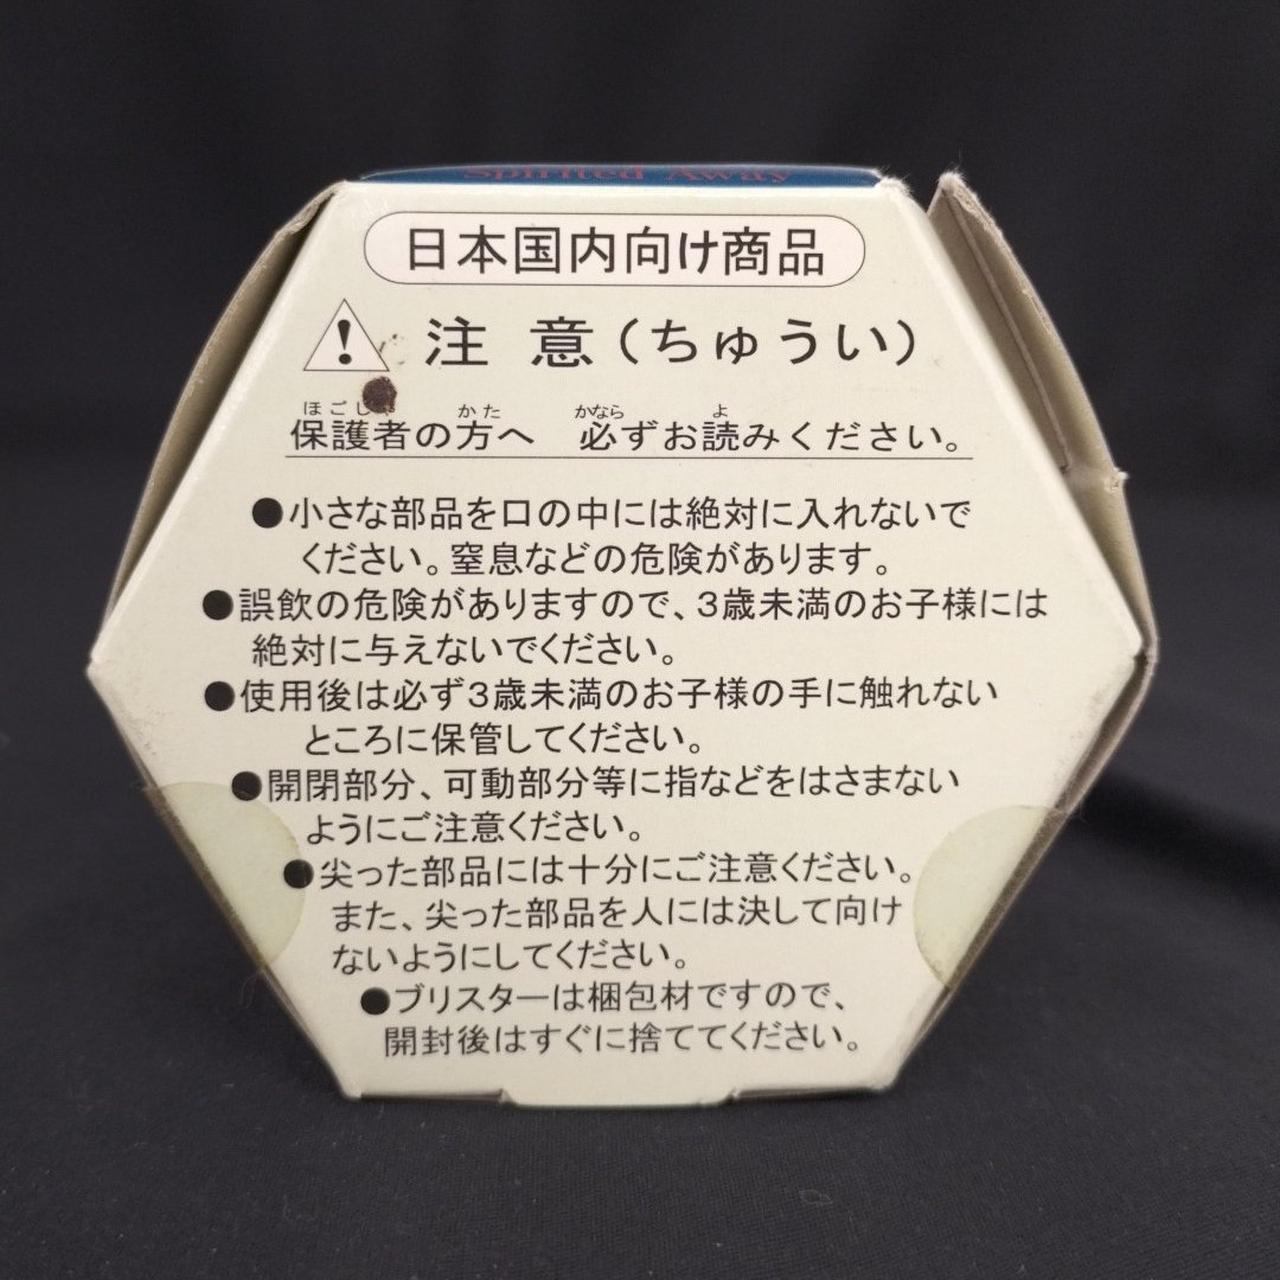 Spirited Away
日本国内向け商品
注 意（ちゅうい）
保護者の方へ　必ずお読みください。
●小さな部品を口の中には絶対に入れないで
ください。窒息などの危険があります。
●誤飲の危険がありますので、3歳未満のお子様には
絶対に与えないでください。
●使用後は必ず3歳未満のお子様の手に触れない
ところに保管してください。
●開閉部分、可動部分等に指などをはさまない
ようにご注意ください。
●尖った部品には十分にご注意ください。
また、尖った部品を人には決して向け
ないようにしてください。
●ブリスターは梱包材ですので、
開封後はすぐに捨ててください。